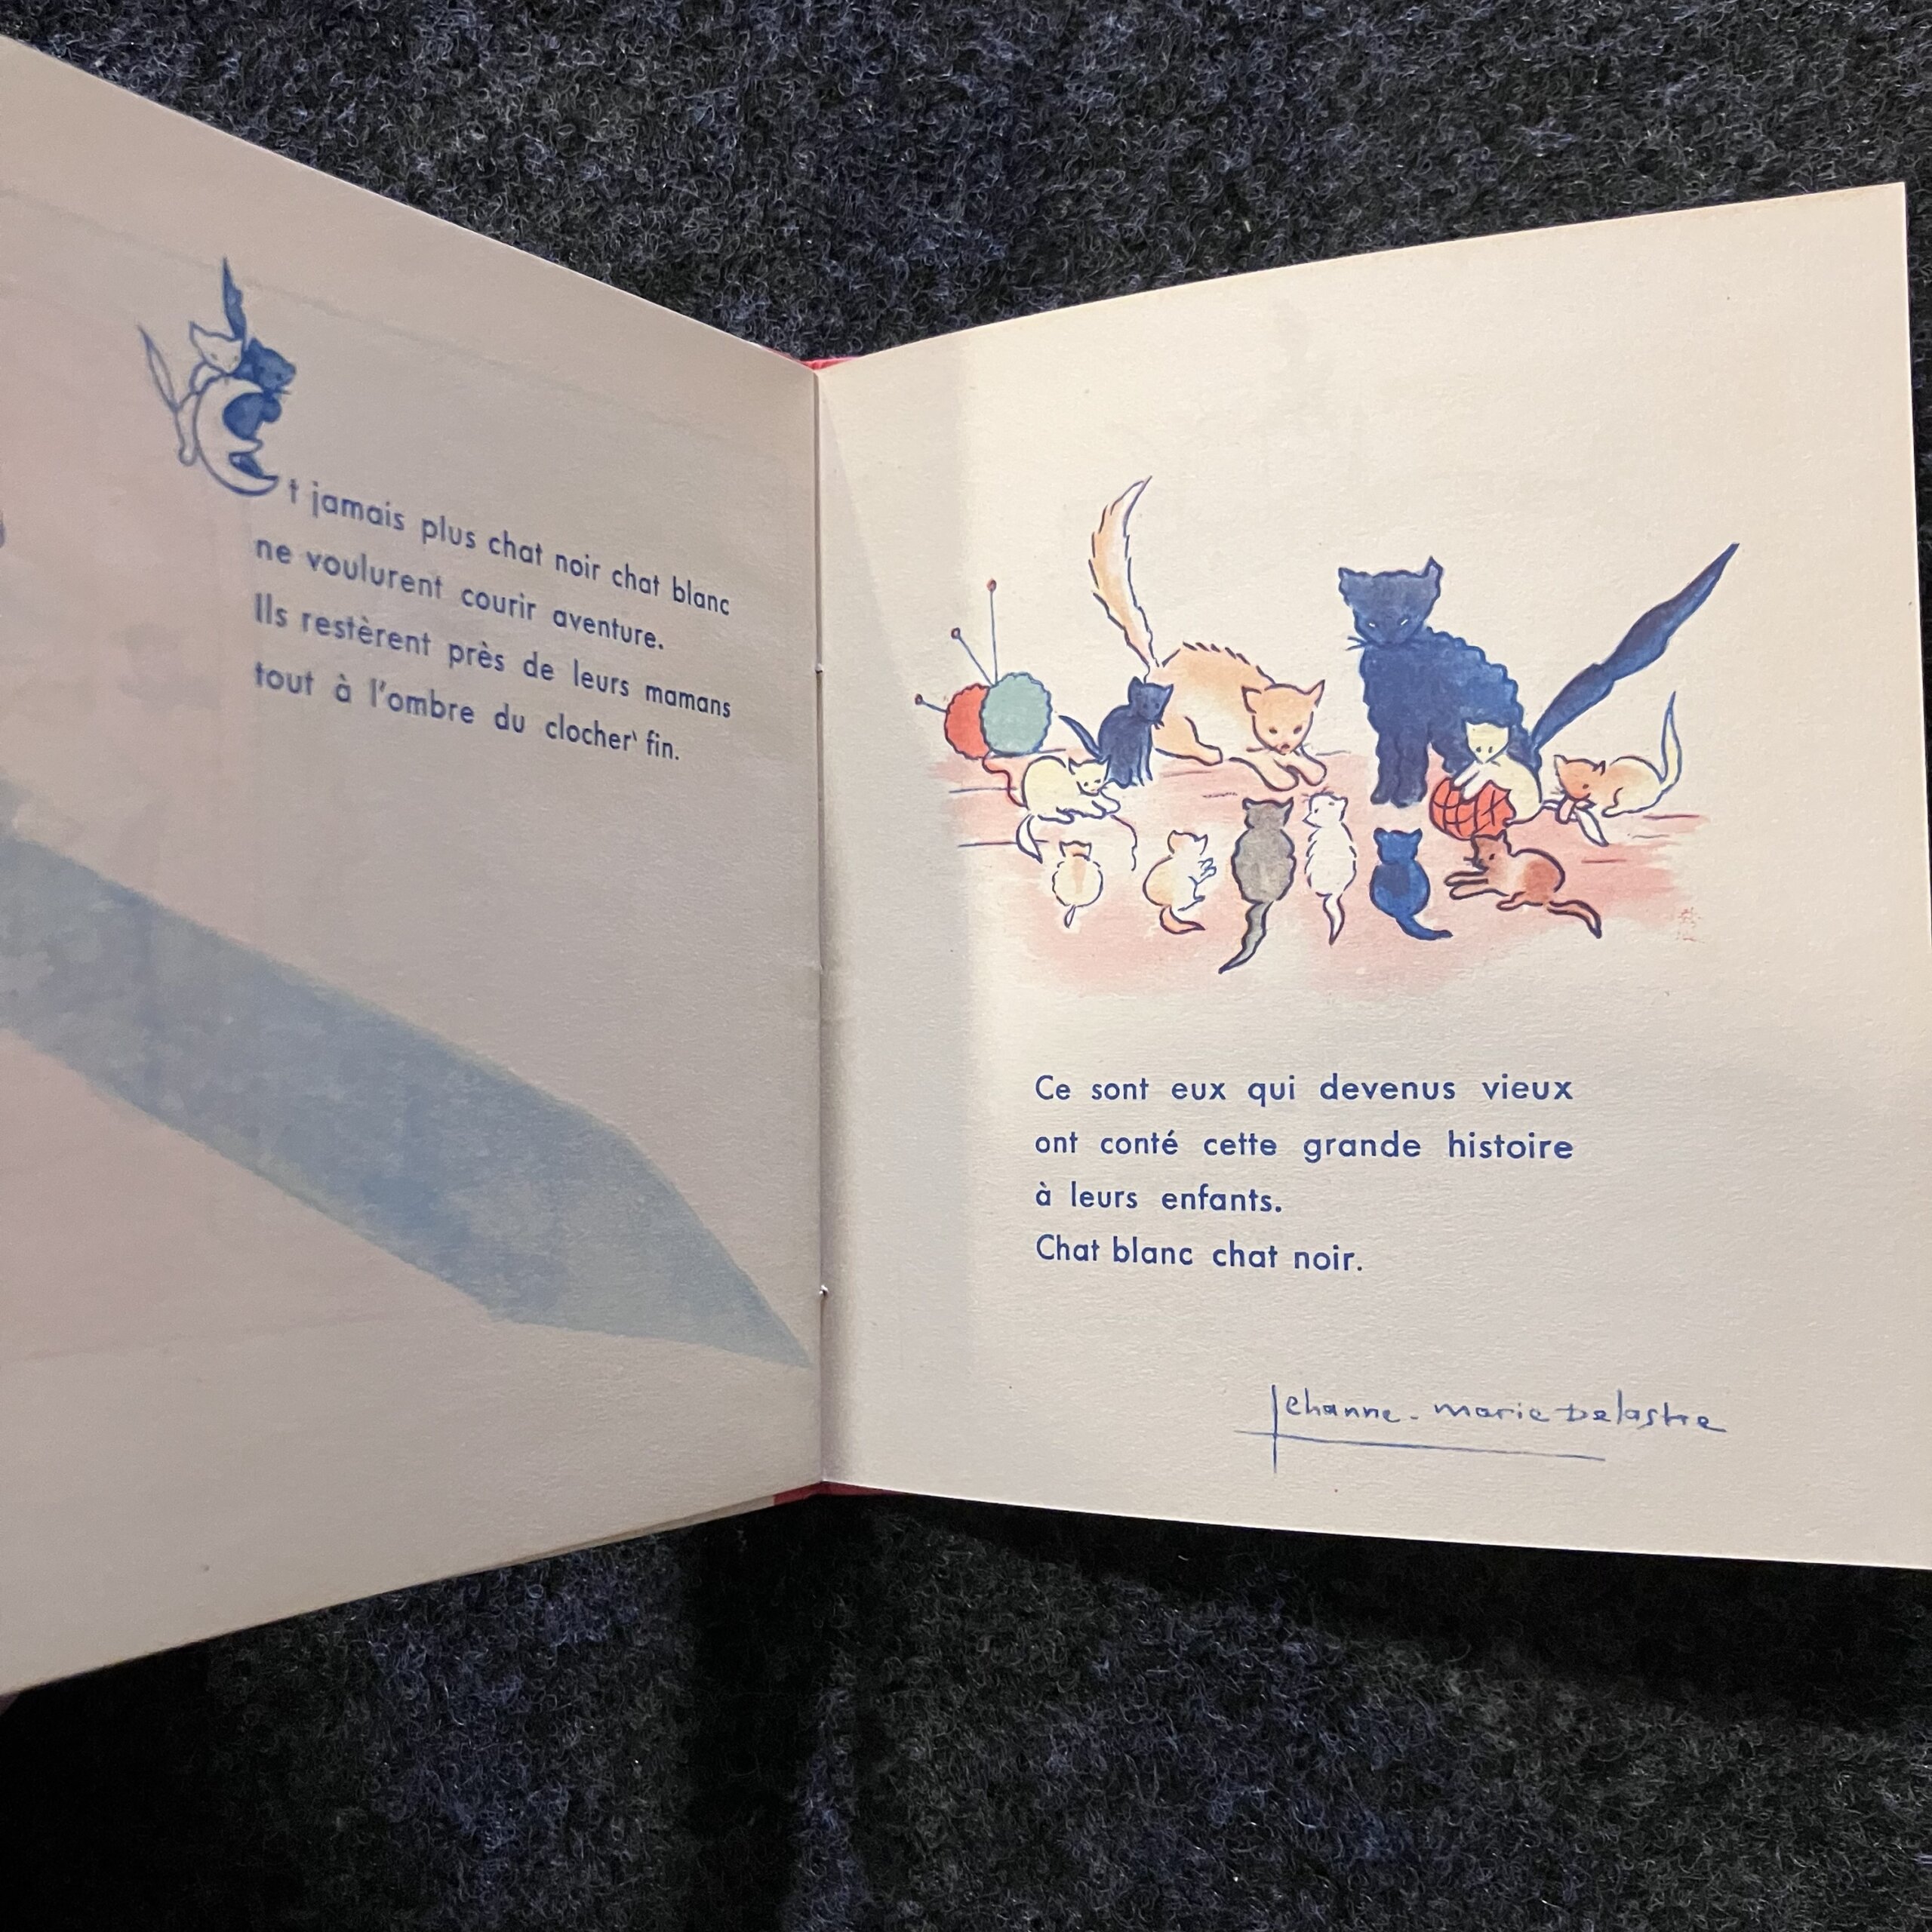 Et jamais plus chat noir chat blanc
ne voulurent courir aventure.
Ils restèrent près de leurs mamans
tout à l'ombre du clocher fin.
Ce sont eux qui devenus vieux
ont conté cette grande histoire
à leurs enfants.
Chat blanc chat noir.
Jehanne-marie Delastre